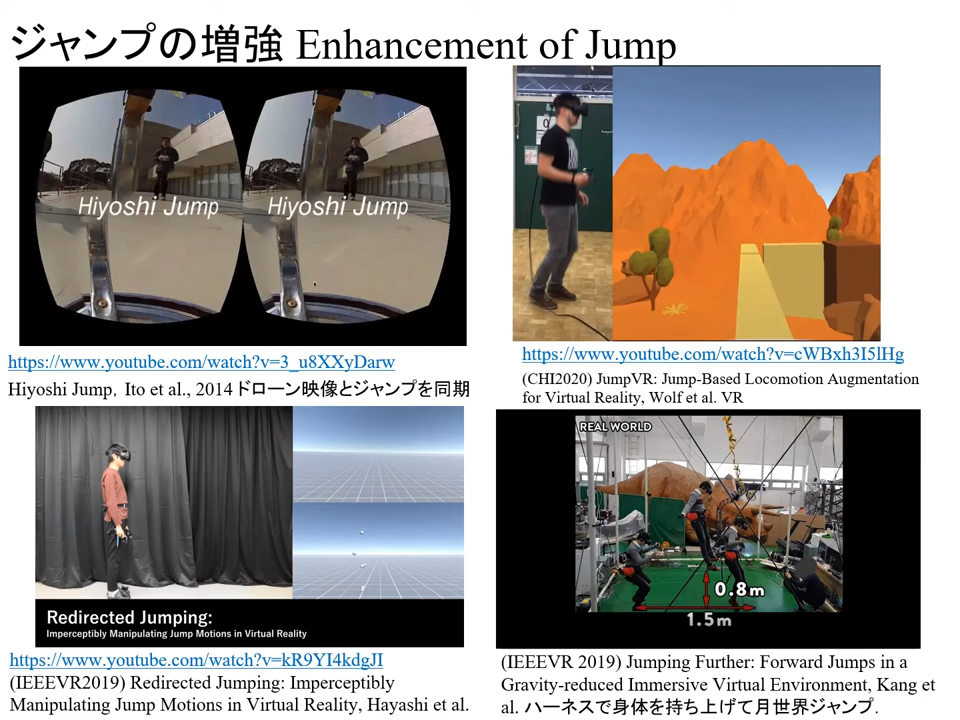 ジャンプの増強 Enhancement of Jump
Hiyoshi Jump
Hiyoshi Jump
https://www.youtube.com/watch?v=3_u8XXyDarw
Hiyoshi Jump, Ito et al., 2014 ドローン映像とジャンプを同期
https://www.youtube.com/watch?v=cWBxh3I5lHg
(CHI2020) JumpVR: Jump-Based Locomotion Augmentation
for Virtual Reality, Wolf et al. VR
Redirected Jumping:
Imperceptibly Manipulating Jump Motions in Virtual Reality
https://www.youtube.com/watch?v=kR9YI4kdgJI
(IEEEVR2019) Redirected Jumping: Imperceptibly
Manipulating Jump Motions in Virtual Reality, Hayashi et al.
REAL WORLD
0.8m
1.5m
(IEEEVR 2019) Jumping Further: Forward Jumps in a
Gravity-reduced Immersive Virtual Environment, Kang et
al. ハーネスで身体を持ち上げて月世界ジャンプ.